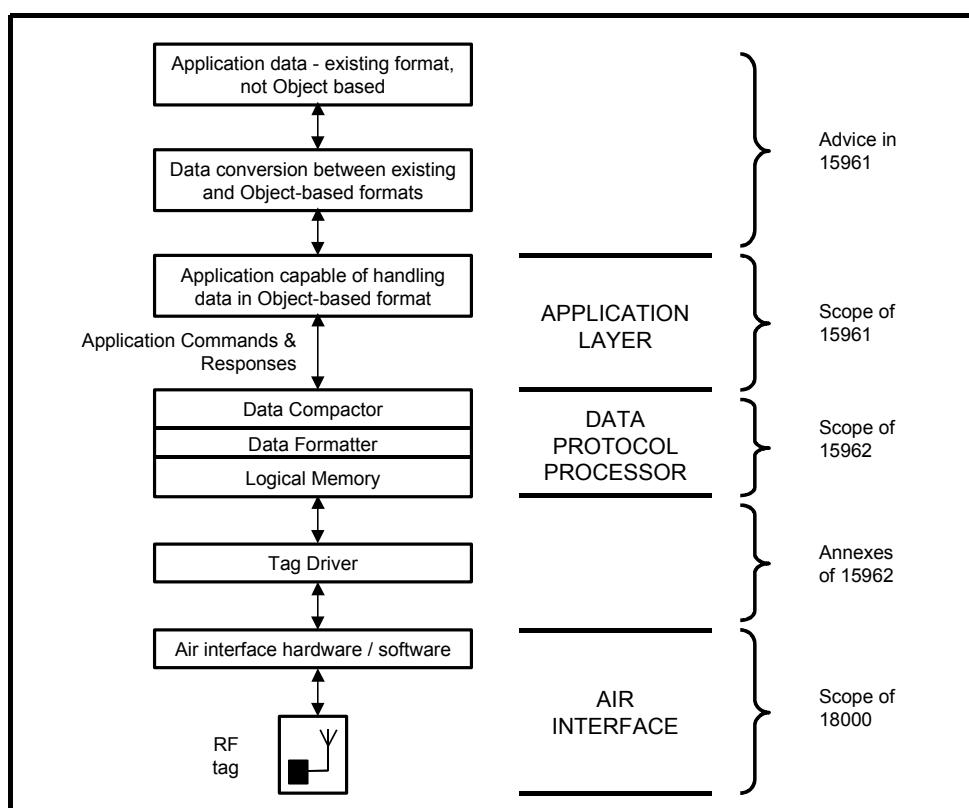 Application data - existing format,
not Object based
Data conversion between existing
and Object-based formats
Advice in
15961
Application capable of handling
data in Object-based format
Application Commands &
Responses
APPLICATION
LAYER
Scope of
15961
Data Compactor
Data Formatter
Logical Memory
DATA
PROTOCOL
PROCESSOR
Scope of
15962
Tag Driver
Annexes
of 15962
Air interface hardware / software
RF
tag
AIR
INTERFACE
Scope of
18000